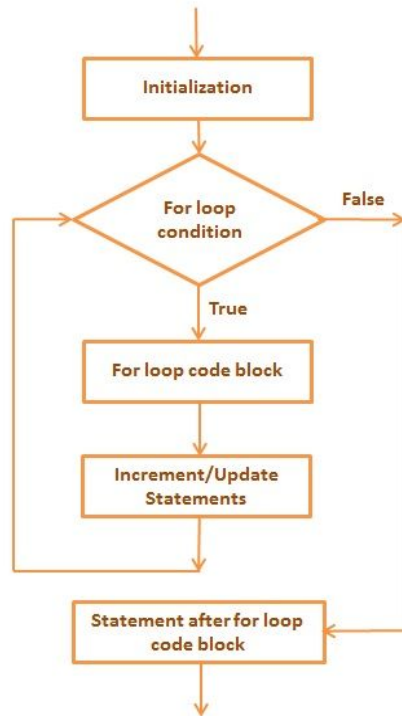 Initialization
For loop
condition
False
True
For loop code block
Increment/Update
Statements
Statement after for loop
code block